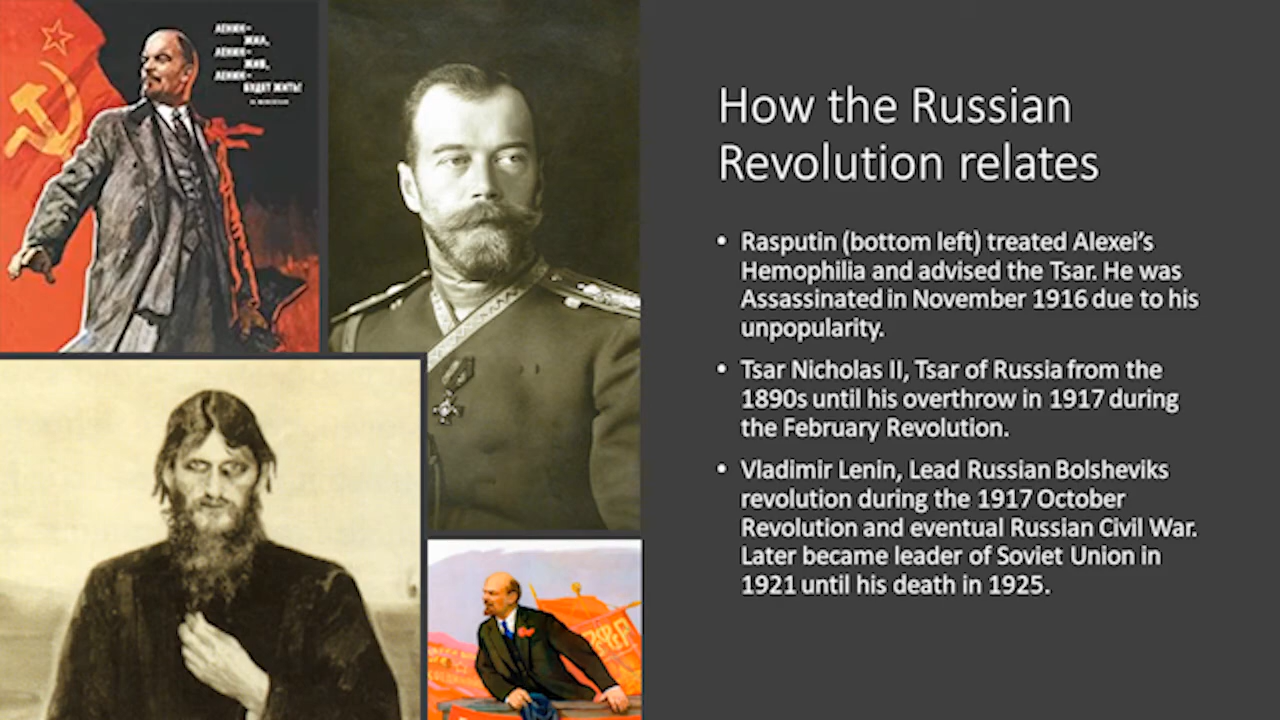 ЛЕНИН-
ЖИЛ,
ЛЕНИН-
ЖИВ,
ЛЕНИН-
БУДЕТ ЖИТЬ!
How the Russian
Revolution relates
• Rasputin (bottom left) treated Alexei’s
Hemophilia and advised the Tsar. He was
Assassinated in November 1916 due to his
unpopularity.
• Tsar Nicholas II, Tsar of Russia from the
1890s until his overthrow in 1917 during
the February Revolution.
• Vladimir Lenin, Lead Russian Bolsheviks
revolution during the 1917 October
Revolution and eventual Russian Civil War.
Later became leader of Soviet Union in
1921 until his death in 1925.